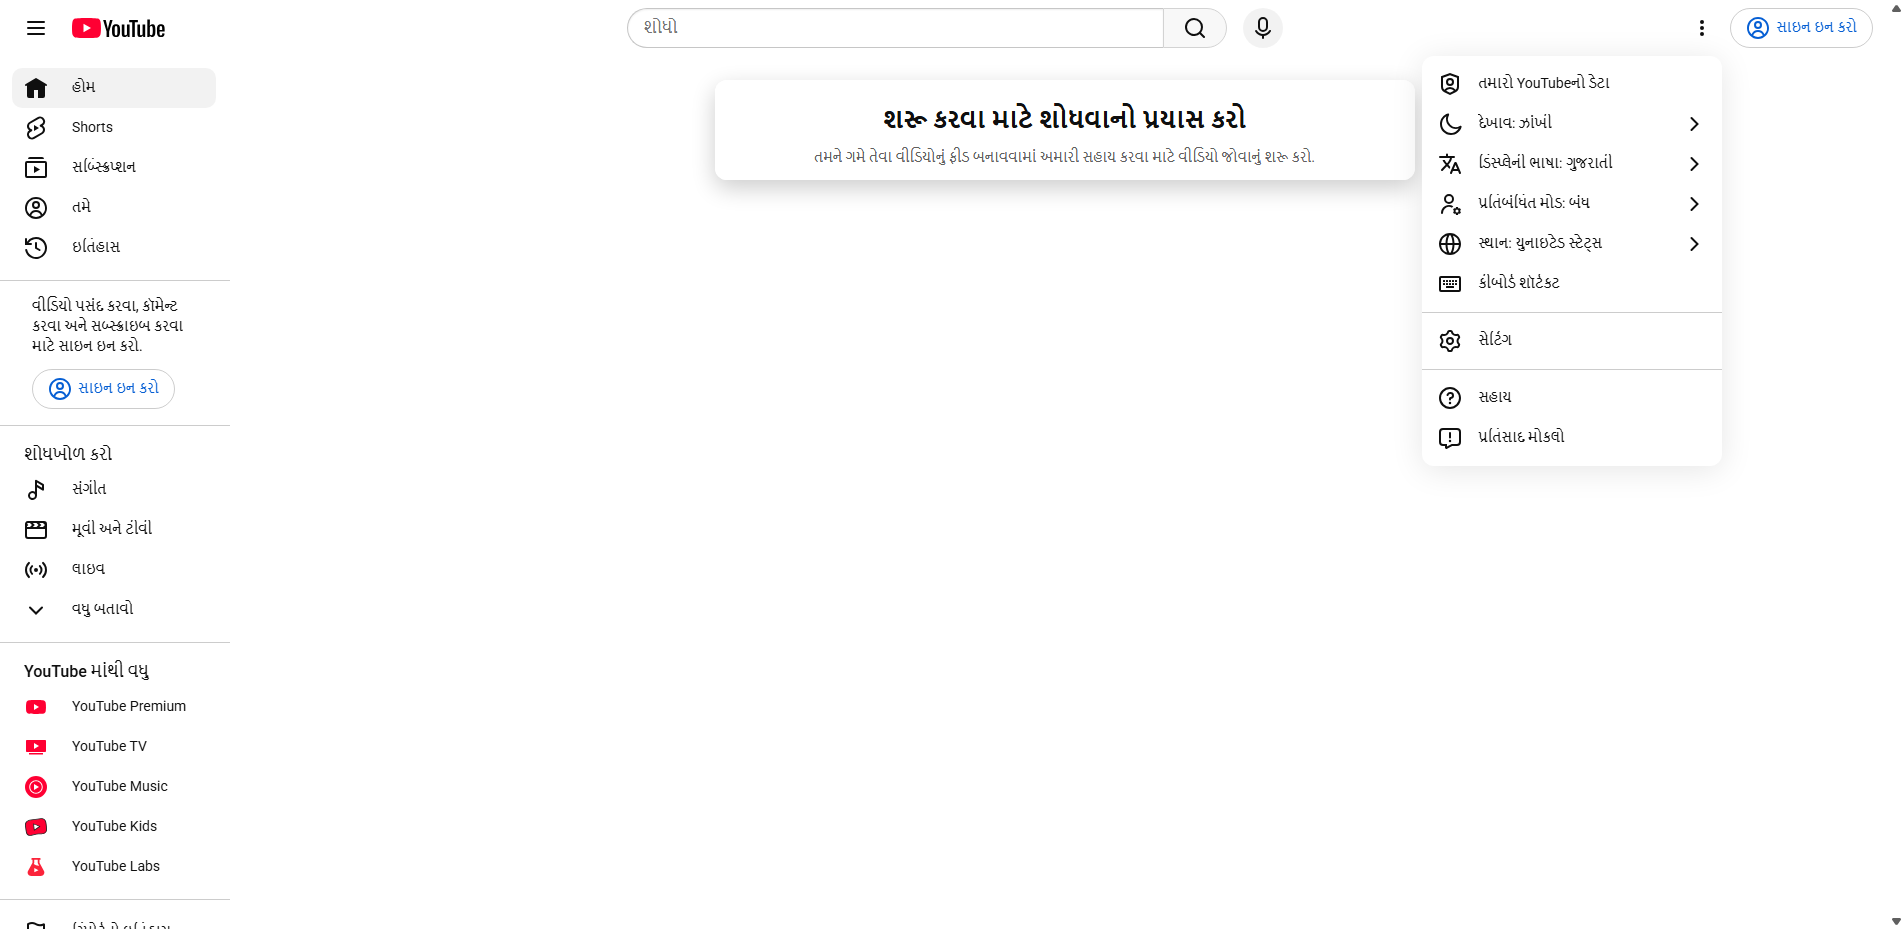 YouTube
શોધો
સાઇન ઇન કરો
હોમ
Shorts
સબ્સ્ક્રિપ્શન
તમે
ઇતિહાસ
વીડિયો પસંદ કરવા, કૉમેન્ટ
કરવા અને સબ્સ્ક્રાઇબ કરવા
માટે સાઇન ઇન કરો.
સાઇન ઇન કરો
શોધખોળ કરો
સંગીત
મૂવી અને ટીવી
લાઇવ
વધુ બતાવો
YouTube માંથી વધુ
YouTube Premium
YouTube TV
YouTube Music
YouTube Kids
YouTube Labs
શરૂ કરવા માટે શોધવાનો પ્રયાસ કરો
તમને ગમે તેવા વીડિયોનું ફીડ બનાવવામાં અમારી સહાય કરવા માટે વીડિયો જોવાનું શરૂ કરો.
તમારો YouTubeનો ડેટા
દેખાવ: ઝાંખી
ડિસ્પ્લેની ભાષા: ગુજરાતી
પ્રતિબંધિત મોડ: બંધ
સ્થાન: યુનાઇટેડ સ્ટેટ્સ
કીબોર્ડ શૉર્ટકટ
સેટિંગ
સહાય
પ્રતિસાદ મોકલો